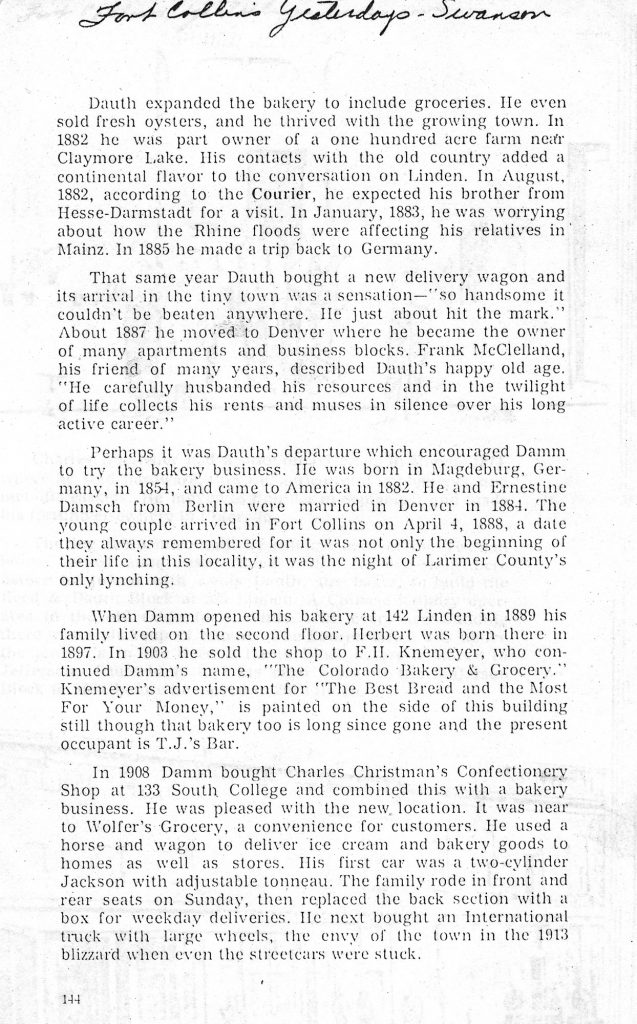 Fort Collins Yesterdays - Swanson
Dauth expanded the bakery to include groceries. He even
sold fresh oysters, and he thrived with the growing town. In
1882 he was part owner of a one hundred acre farm near
Claymore Lake. His contacts with the old country added a
continental flavor to the conversation on Linden. In August,
1882, according to the Courier, he expected his brother from
Hesse-Darmstadt for a visit. In January, 1883, he was worrying
about how the Rhine floods were affecting his relatives in
Mainz. In 1885 he made a trip back to Germany.
That same year Dauth bought a new delivery wagon and
its arrival in the tiny town was a sensation—"so handsome it
couldn't be beaten anywhere. He just about hit the mark."
About 1887 he moved to Denver where he became the owner
of many apartments and business blocks. Frank McClelland,
his friend of many years, described Dauth's happy old age.
"He carefully husbanded his resources and in the twilight
of life collects his rents and muses in silence over his long
active career."
Perhaps it was Dauth's departure which encouraged Damm
to try the bakery business. He was born in Magdeburg, Ger-
many, in 1854, and came to America in 1882. He and Ernestine
Damsch from Berlin were married in Denver in 1884. The
young couple arrived in Fort Collins on April 4, 1888, a date
they always remembered for it was not only the beginning of
their life in this locality, it was the night of Larimer County's
only lynching.
When Damm opened his bakery at 142 Linden in 1889 his
family lived on the second floor. Herbert was born there in
1897. In 1903 he sold the shop to F.H. Knemeyer, who con-
tinued Damm's name, "The Colorado Bakery & Grocery."
Knemeyer's advertisement for "The Best Bread and the Most
For Your Money," is painted on the side of this building
still though that bakery too is long since gone and the present
occupant is T.J.'s Bar.
In 1908 Damm bought Charles Christman's Confectionery
Shop at 133 South College and combined this with a bakery
business. He was pleased with the new location. It was near
to Wolfer's Grocery, a convenience for customers. He used a
horse and wagon to deliver ice cream and bakery goods to
homes as well as stores. His first car was a two-cylinder
Jackson with adjustable tonneau. The family rode in front and
rear seats on Sunday, then replaced the back section with a
box for weekday deliveries. He next bought an International
truck with large wheels, the envy of the town in the 1913
blizzard when even the streetcars were stuck.
144